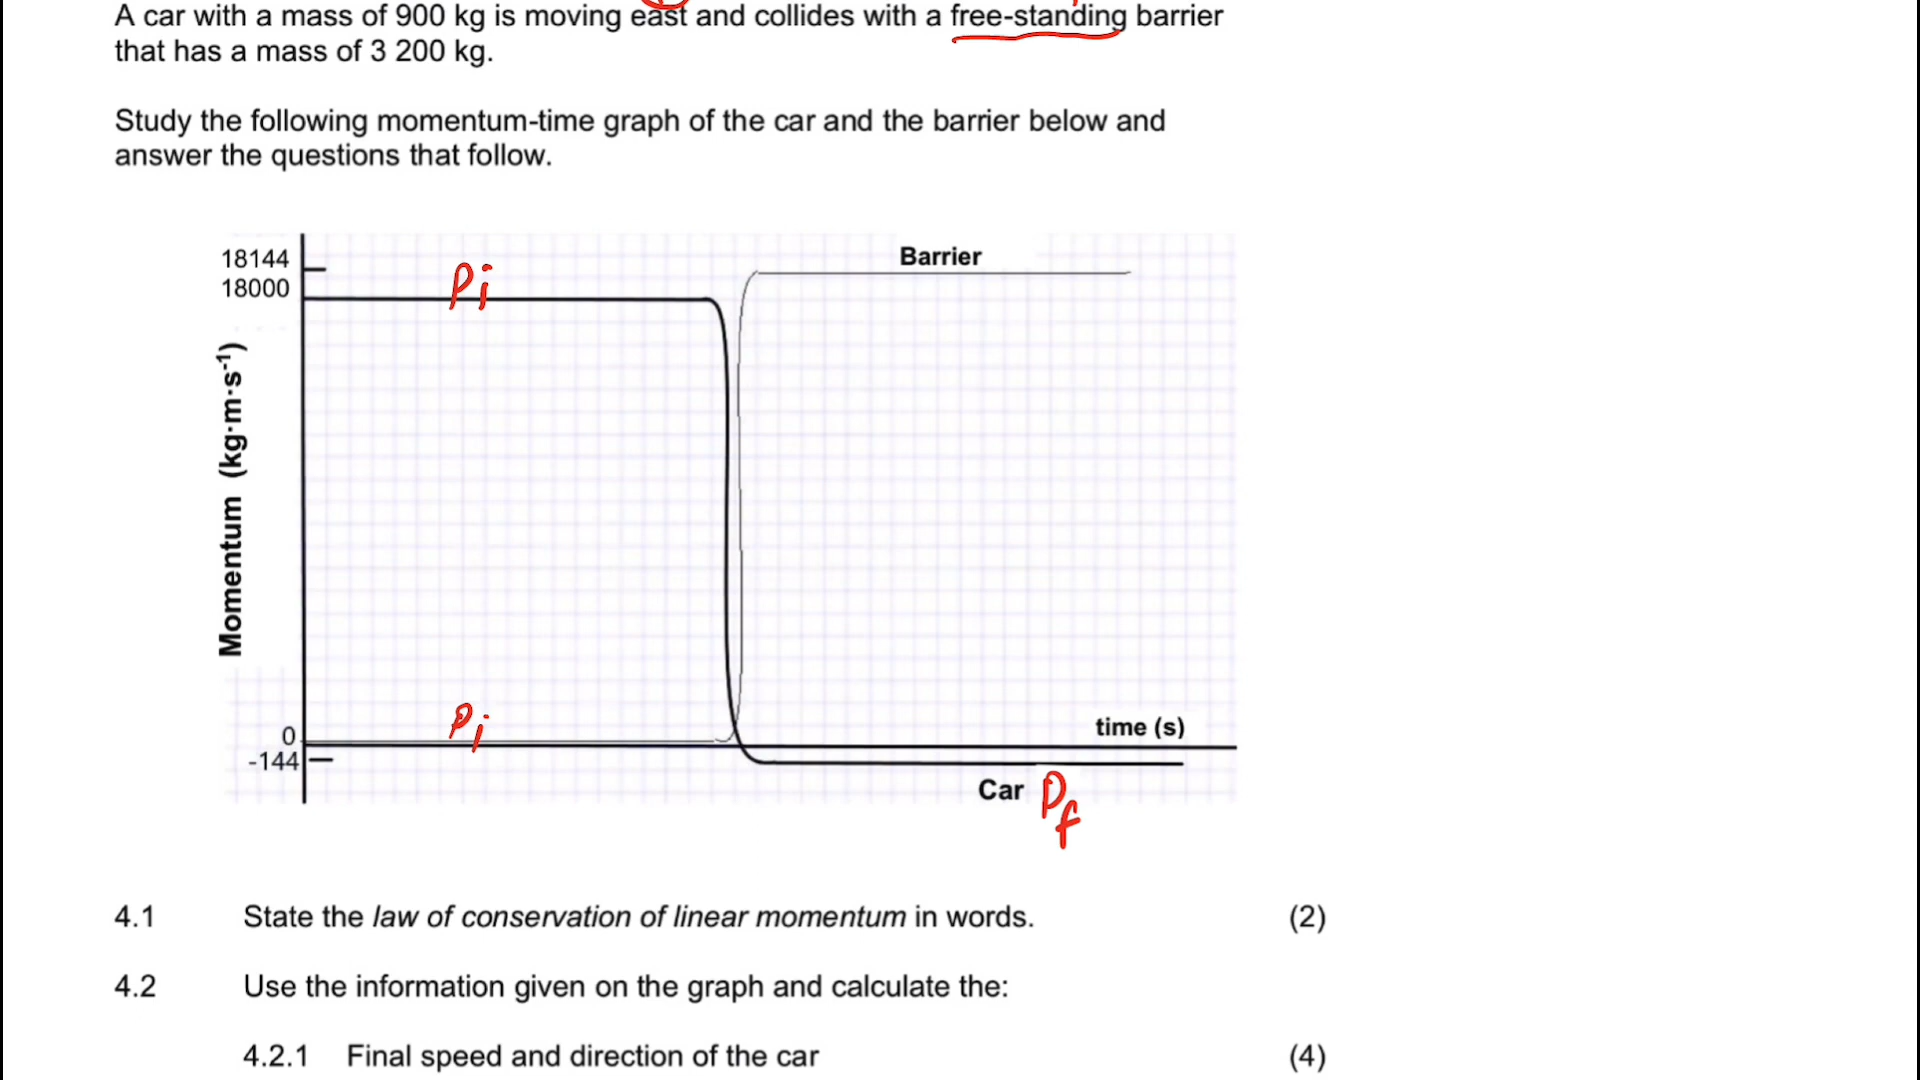 A car with a mass of 900 kg is moving east and collides with a free-standing barrier
that has a mass of 3 200 kg.
Study the following momentum-time graph of the car and the barrier below and
answer the questions that follow.
18144
18000
Pi
Barrier
Momentum (kg·m·s⁻¹)
Pi
0
-144
time (s)
Car Pf
4.1 State the law of conservation of linear momentum in words. (2)
4.2 Use the information given on the graph and calculate the:
4.2.1 Final speed and direction of the car (4)